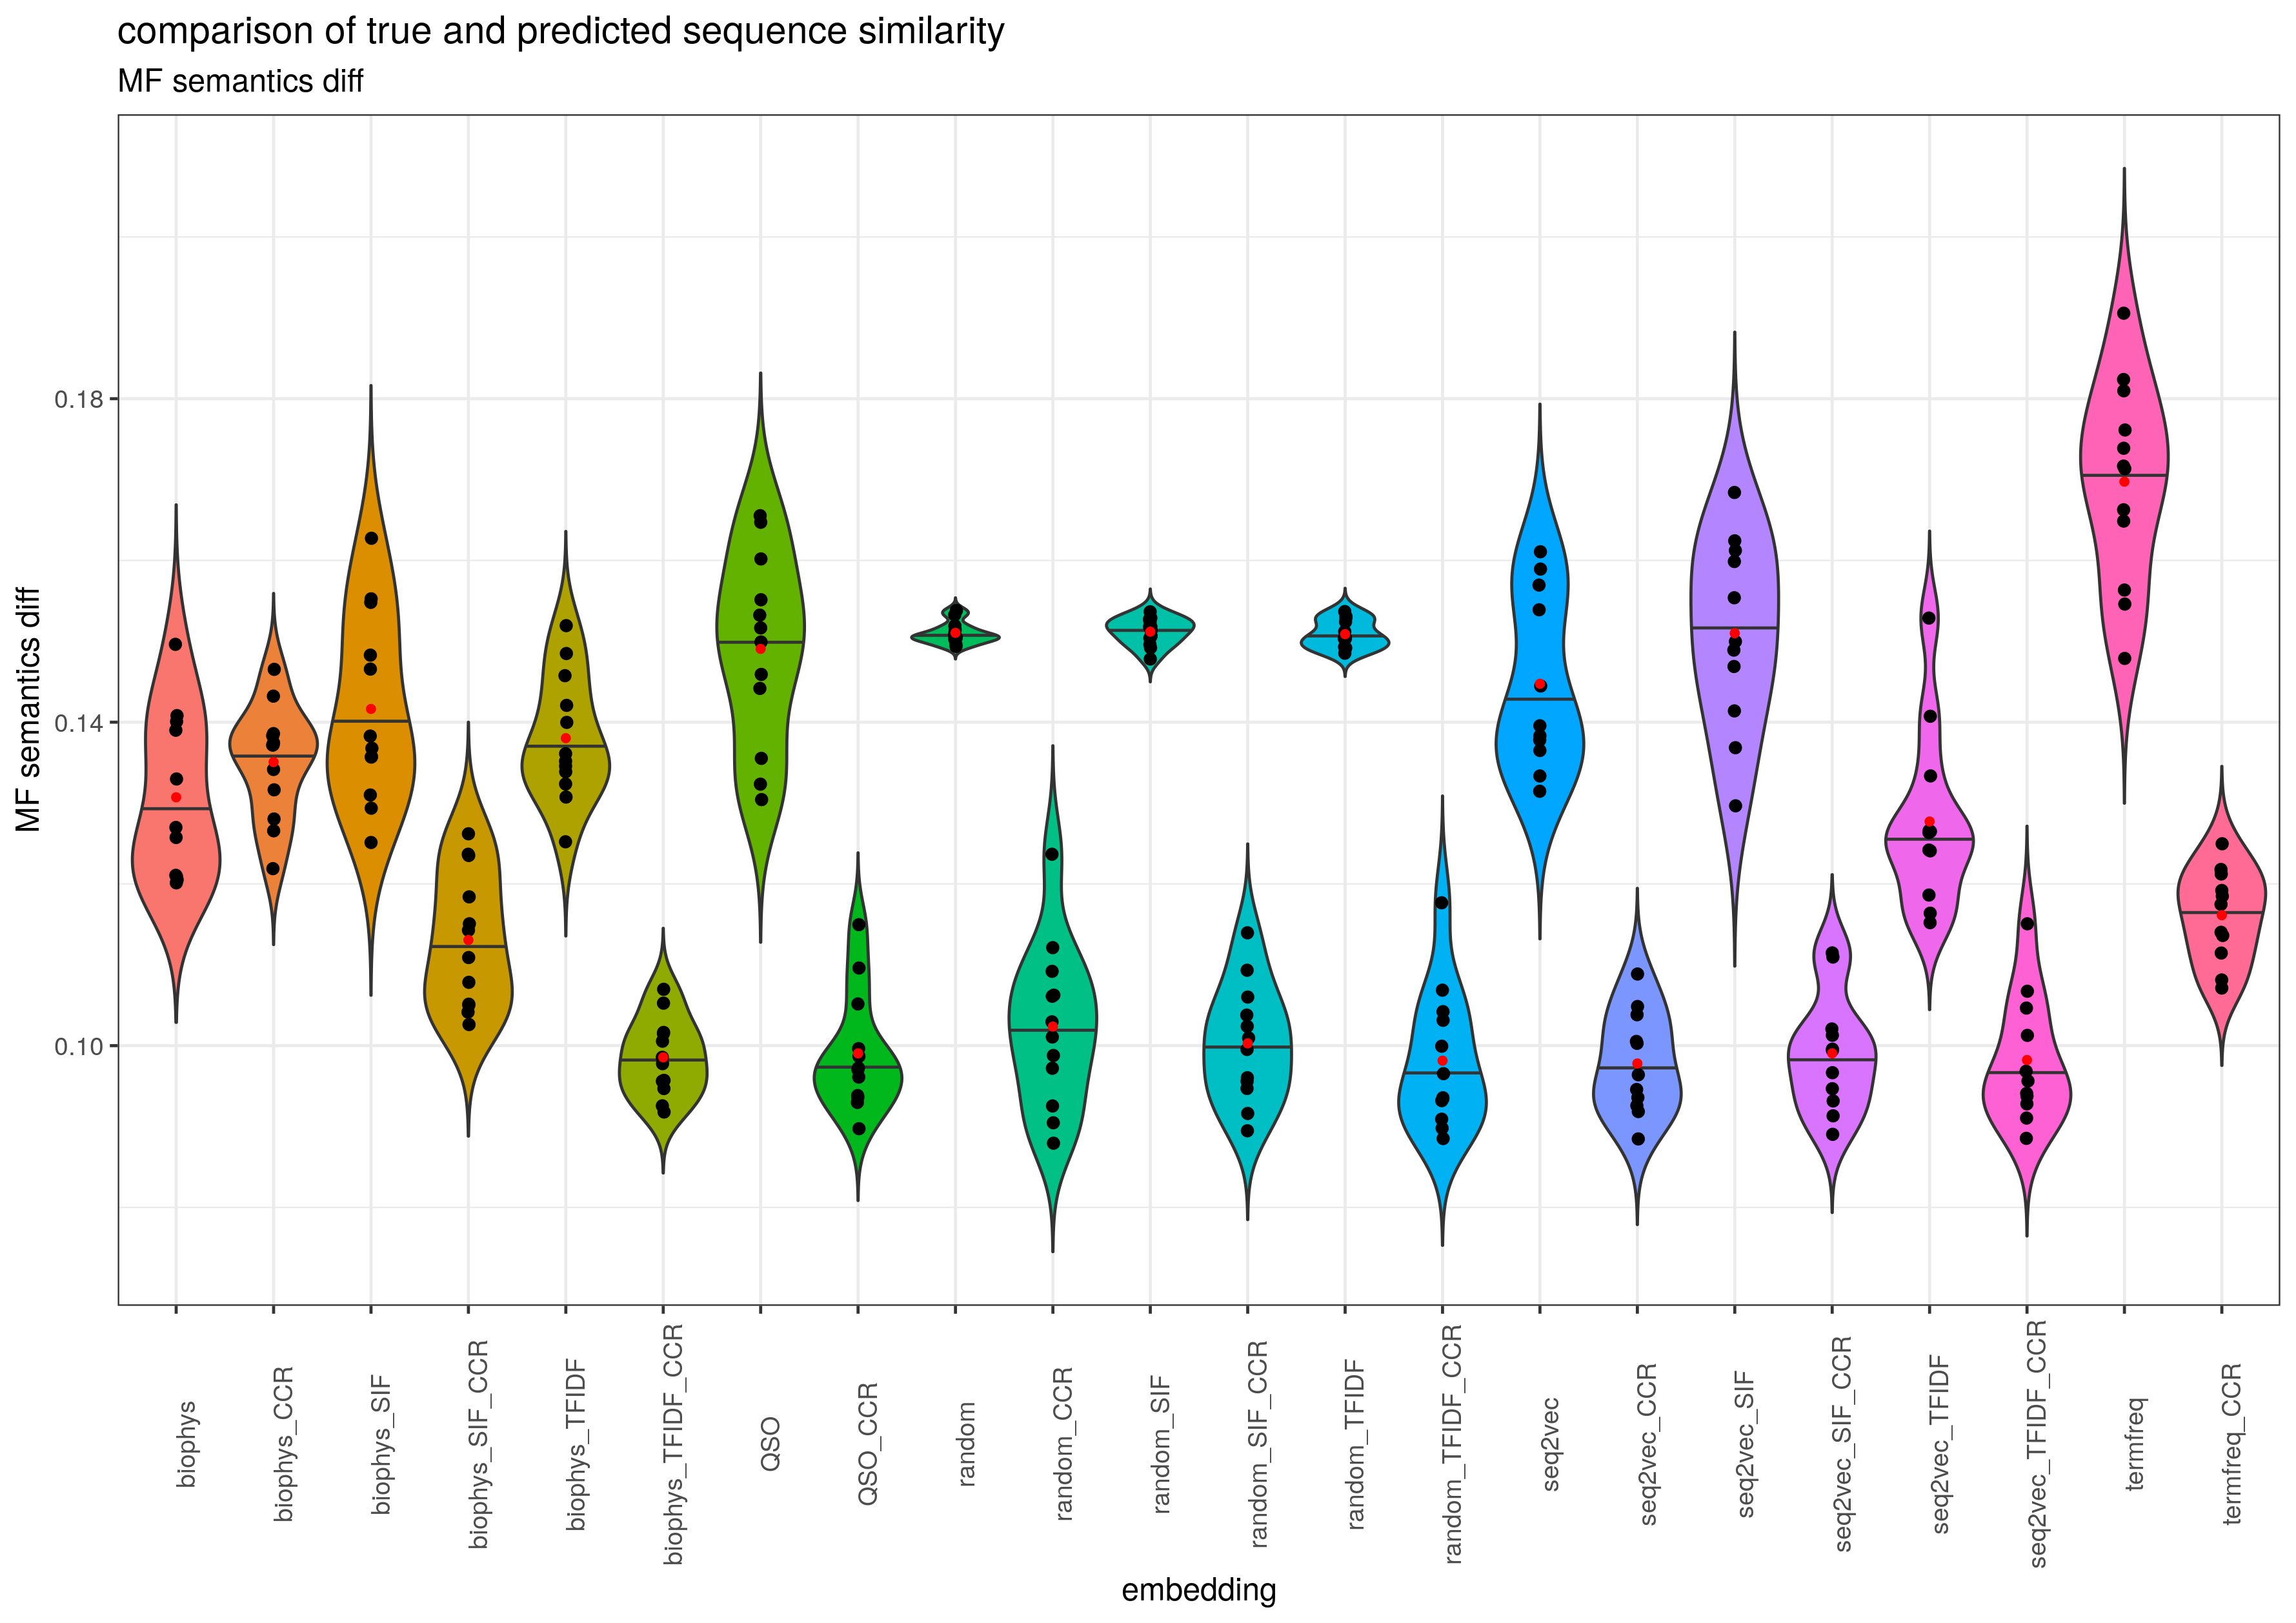 comparison of true and predicted sequence similarity
MF semantics diff
MF semantics diff
0.18
0.14
0.10
biophys
biophys_CCR
biophys_SIF
biophys_SIF_CCR
biophys_TFIDF
biophys_TFIDF_CCR
QSO
QSO_CCR
random
random_CCR
random_SIF
random_SIF_CCR
random_TFIDF
random_TFIDF_CCR
seq2vec
seq2vec_CCR
seq2vec_SIF
seq2vec_SIF_CCR
seq2vec_TFIDF
seq2vec_TFIDF_CCR
termfreq
termfreq_CCR
embedding